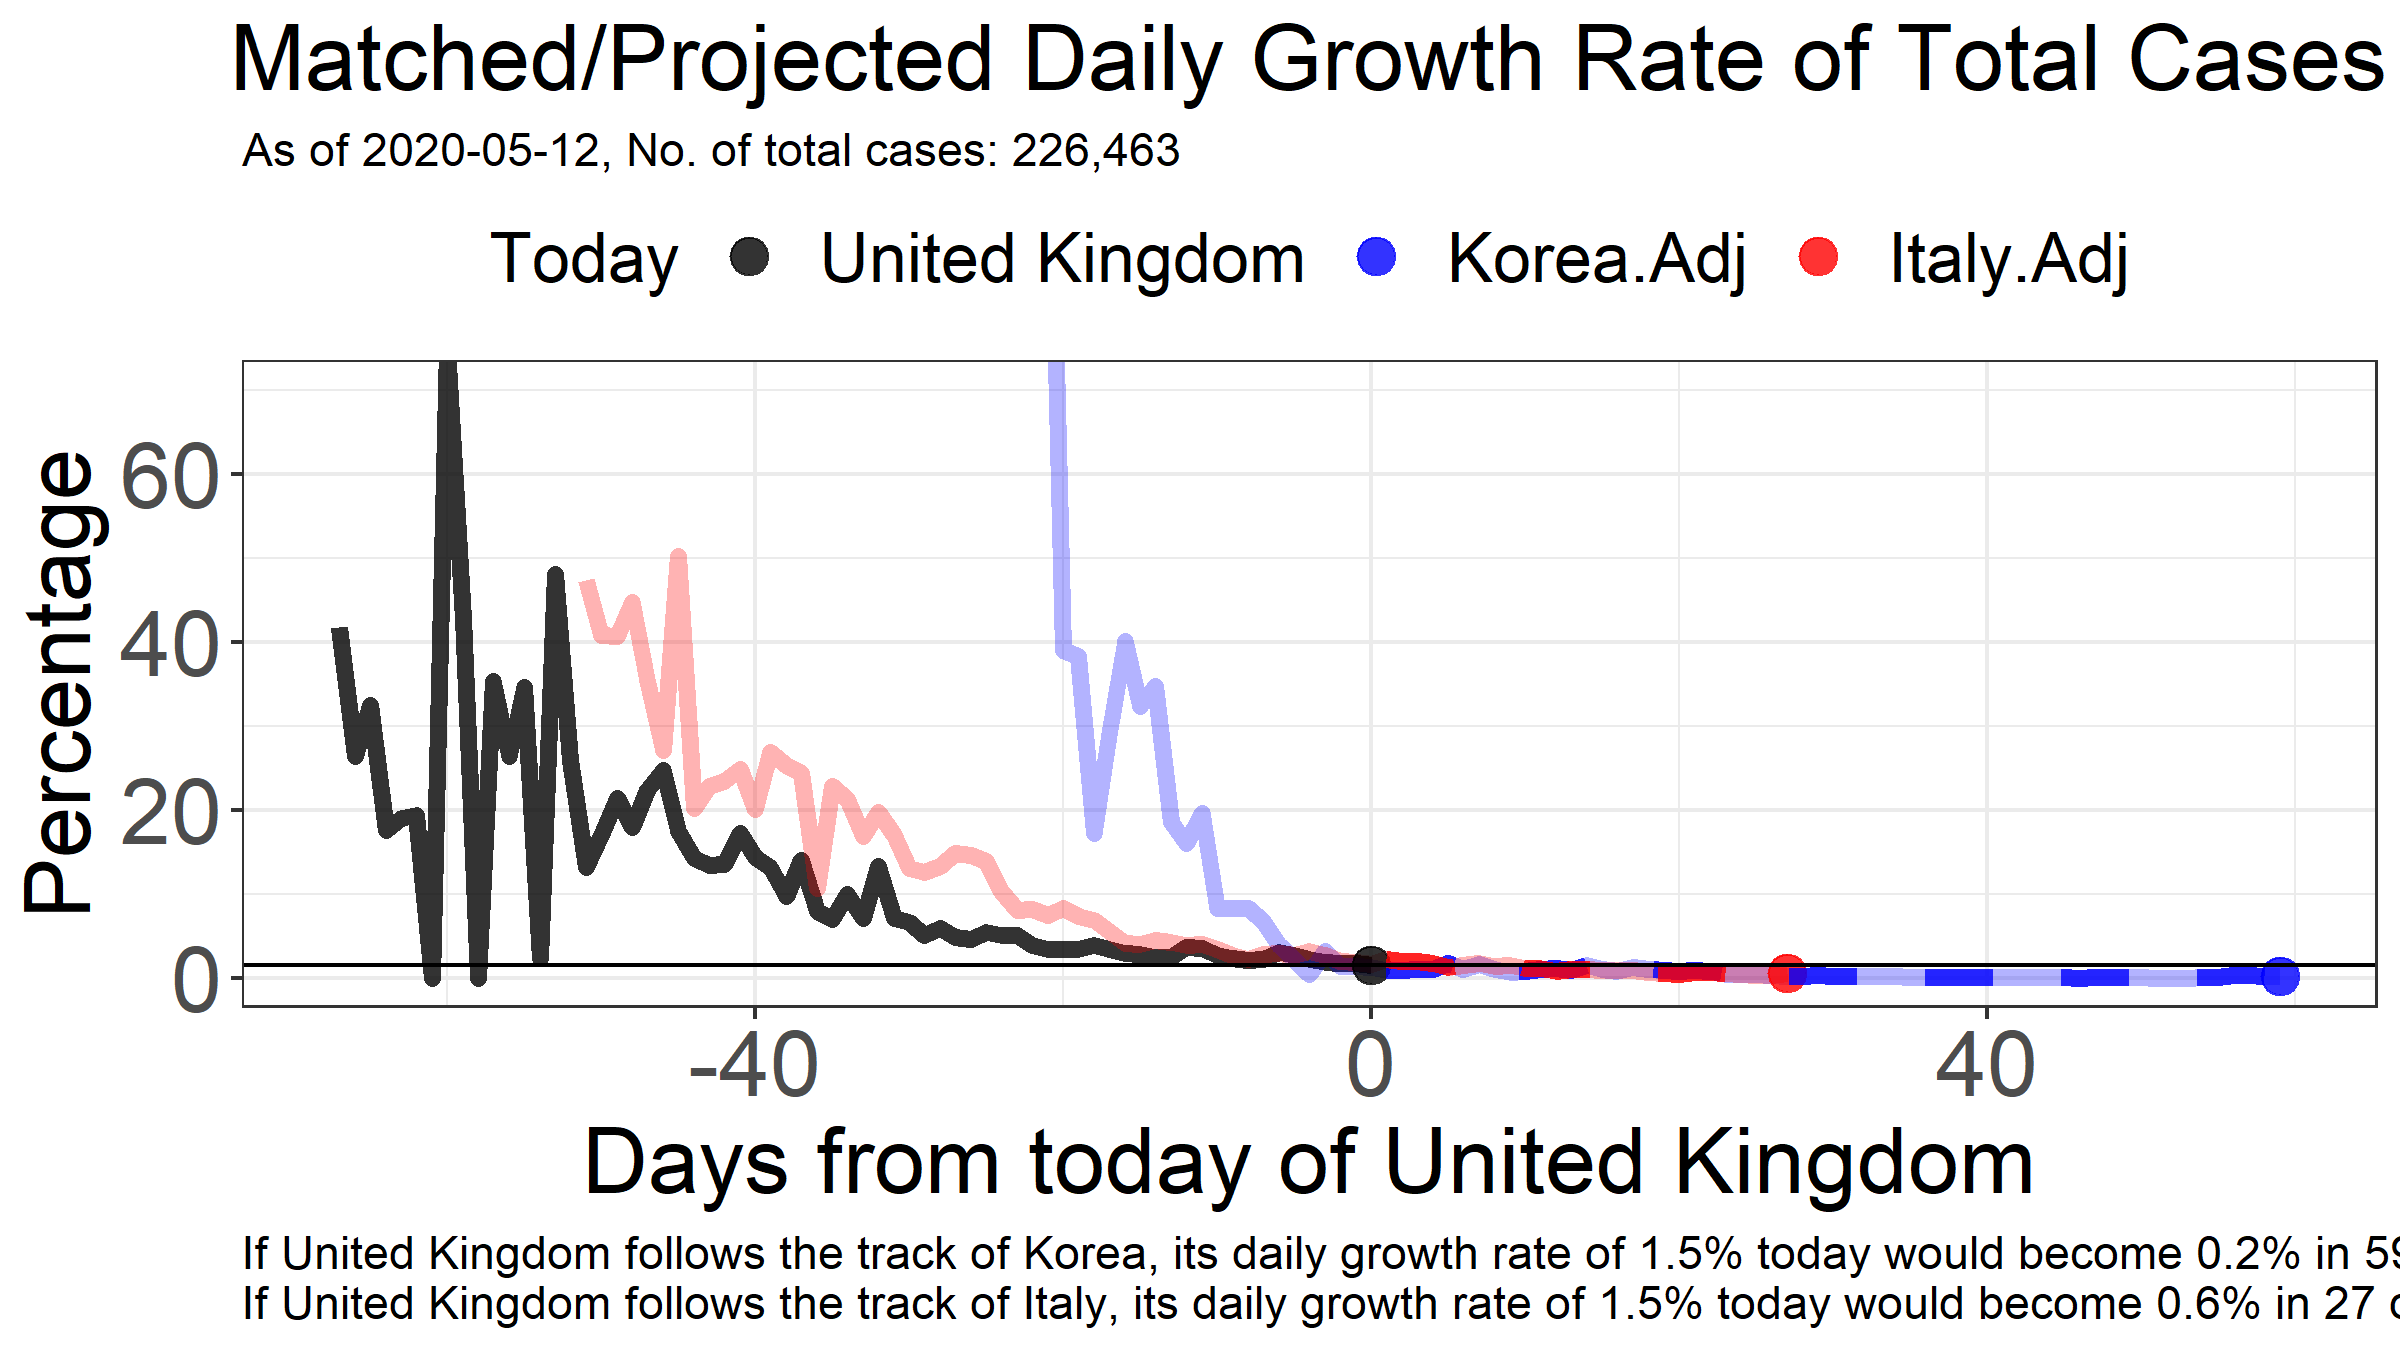 Matched/Projected Daily Growth Rate of Total Cases
As of 2020-05-12, No. of total cases: 226,463
Today United Kingdom Korea.Adj Italy.Adj
Percentage
60
40
20
0
-40 0 40
Days from today of United Kingdom
If United Kingdom follows the track of Korea, its daily growth rate of 1.5% today would become 0.2% in 59
If United Kingdom follows the track of Italy, its daily growth rate of 1.5% today would become 0.6% in 27